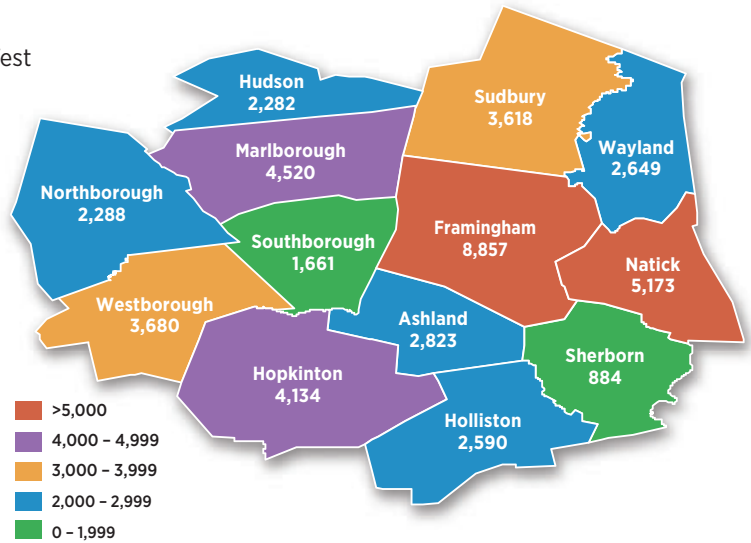 est
Hudson
2,282
Sudbury
3,618
Marlborough
4,520
Wayland
2,649
Northborough
2,288
Southborough
1,661
Framingham
8,857
Natick
5,173
Westborough
3,680
Ashland
2,823
Sherborn
884
Hopkinton
4,134
Holliston
2,590
>5,000
4,000 – 4,999
3,000 – 3,999
2,000 – 2,999
0 – 1,999